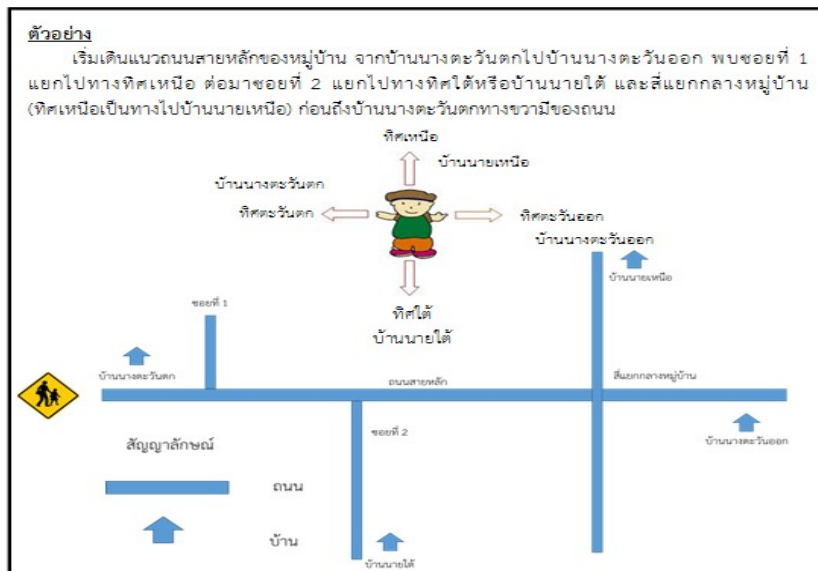 ตัวอย่าง
เริ่มเดินแนวถนนสายหลักของหมู่บ้าน จากบ้านนางตะวันตกไปบ้านนางตะวันออก พบซอยที่ 1
แยกไปทางทิศเหนือ ต่อมาซอยที่ 2 แยกไปทางทิศใต้หรือบ้านนายใต้ และสี่แยกกลางหมู่บ้าน
(ทิศเหนือเป็นทางไปบ้านนายเหนือ) ก่อนถึงบ้านนางตะวันตกทางขวามือของถนน
ทิศเหนือ
บ้านนายเหนือ
บ้านนางตะวันตก
ทิศตะวันตก
ทิศตะวันออก
บ้านนางตะวันออก
ทิศใต้
บ้านนายใต้
บ้านนายเหนือ
ซอยที่ 1
บ้านนางตะวันตก
ถนนสายหลัก
สี่แยกกลางหมู่บ้าน
ซอยที่ 2
บ้านนางตะวันออก
สัญญาลักษณ์
ถนน
บ้าน
บ้านนายใต้